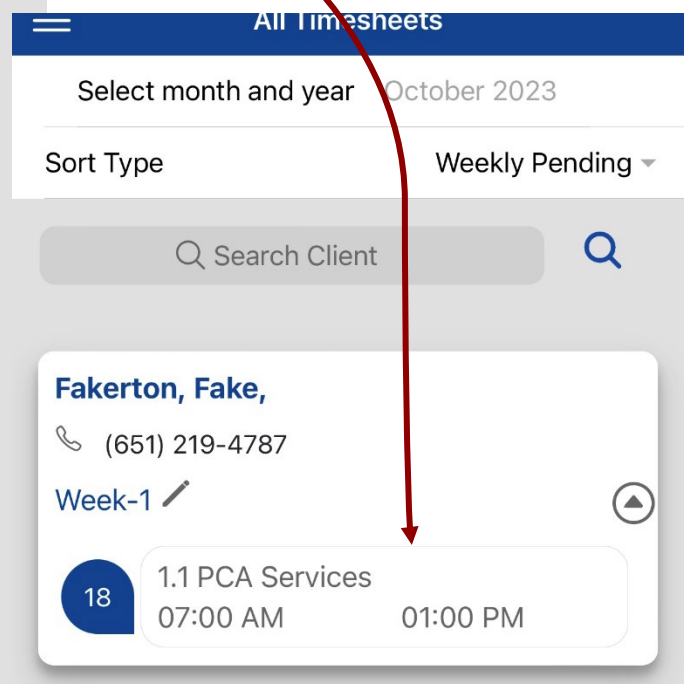 All Timesheets
Select month and year October 2023
Sort Type Weekly Pending
Search Client
Fakerton, Fake,
(651) 219-4787
Week-1
1.1 PCA Services
18
07:00 AM 01:00 PM